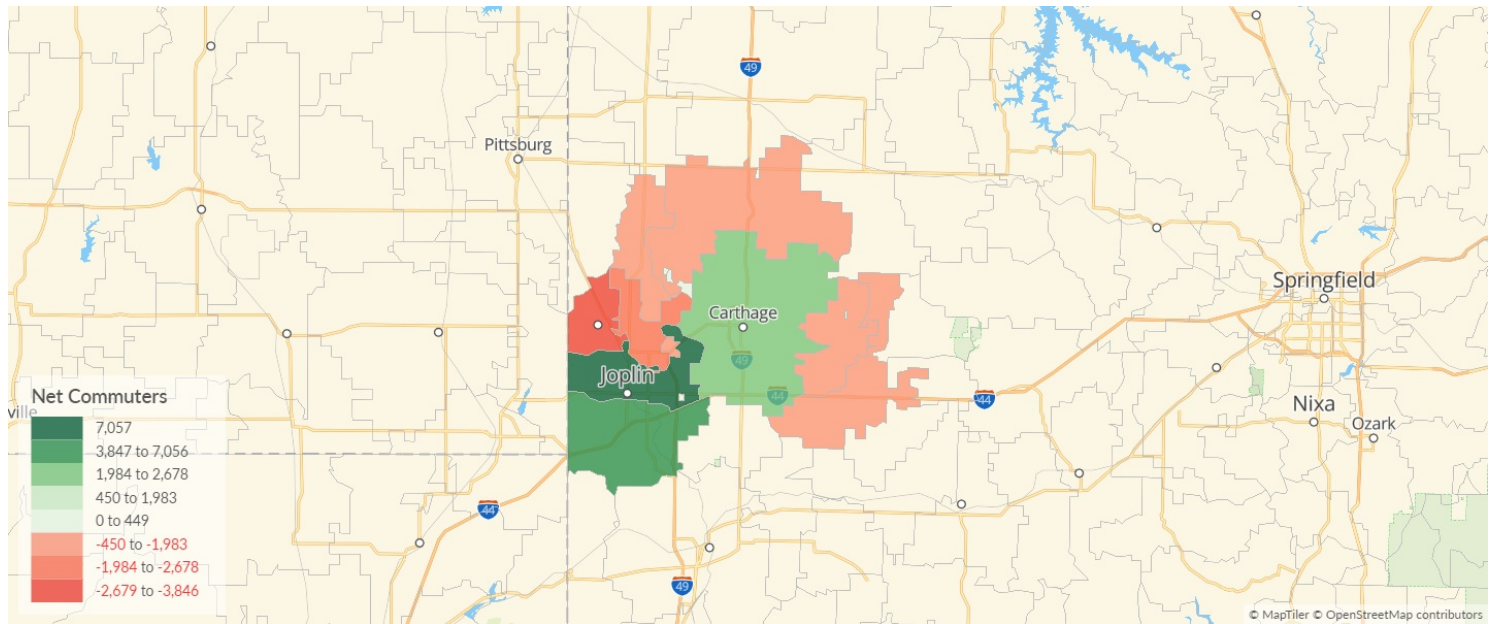 49
Pittsburg
Springfield
Carthage
49
Joplin
44
44
Nixa
Ozark
ville
Net Commuters
7,057
3,847 to 7,056
1,984 to 2,678
450 to 1,983
0 to 449
-450 to -1,983
-1,984 to -2,678
-2,679 to -3,846
44
49
© MapTiler © OpenStreetMap contributors